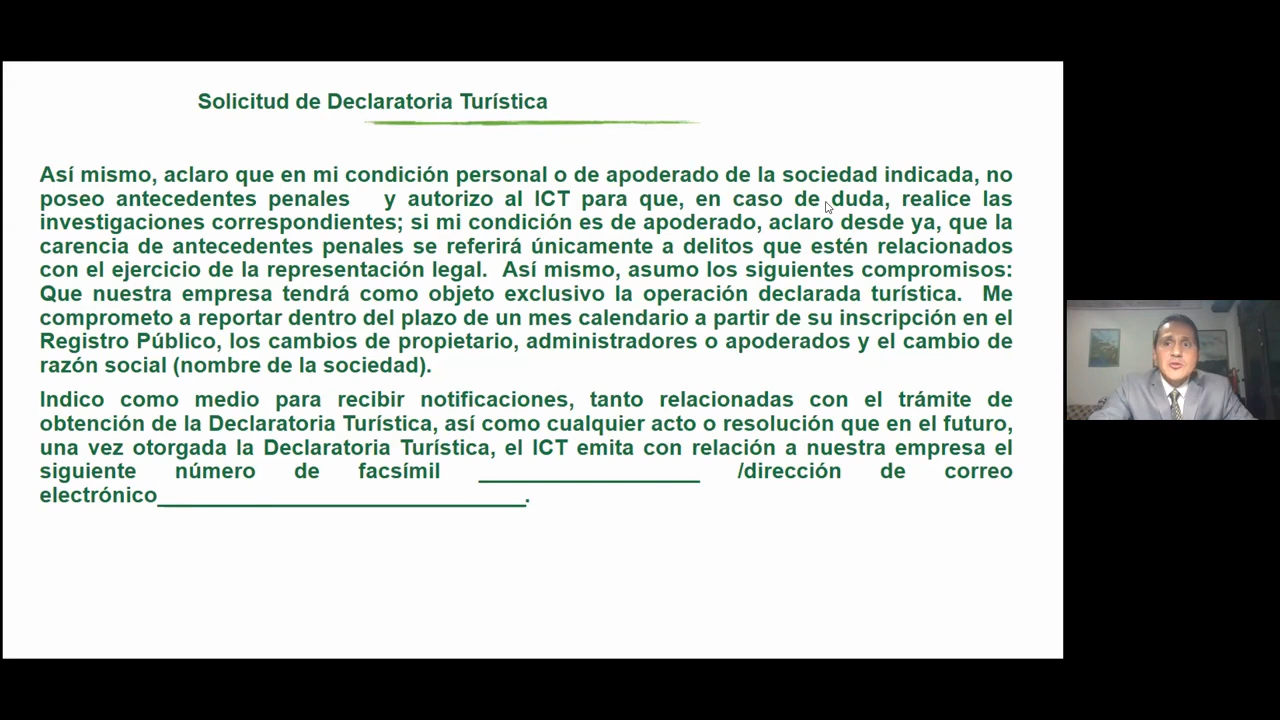 Solicitud de Declaratoria Turística
Así mismo, aclaro que en mi condición personal o de apoderado de la sociedad indicada, no
poseo antecedentes penales y autorizo al ICT para que, en caso de duda, realice las
investigaciones correspondientes; si mi condición es de apoderado, aclaro desde ya, que la
carencia de antecedentes penales se referirá únicamente a delitos que estén relacionados
con el ejercicio de la representación legal. Así mismo, asumo los siguientes compromisos:
Que nuestra empresa tendrá como objeto exclusivo la operación declarada turística. Me
comprometo a reportar dentro del plazo de un mes calendario a partir de su inscripción en el
Registro Público, los cambios de propietario, administradores o apoderados y el cambio de
razón social (nombre de la sociedad).
Indico como medio para recibir notificaciones, tanto relacionadas con el trámite de
obtención de la Declaratoria Turística, así como cualquier acto o resolución que en el futuro,
una vez otorgada la Declaratoria Turística, el ICT emita con relación a nuestra empresa el
siguiente número de facsímil __________________ /dirección de correo
electrónico______________________________.